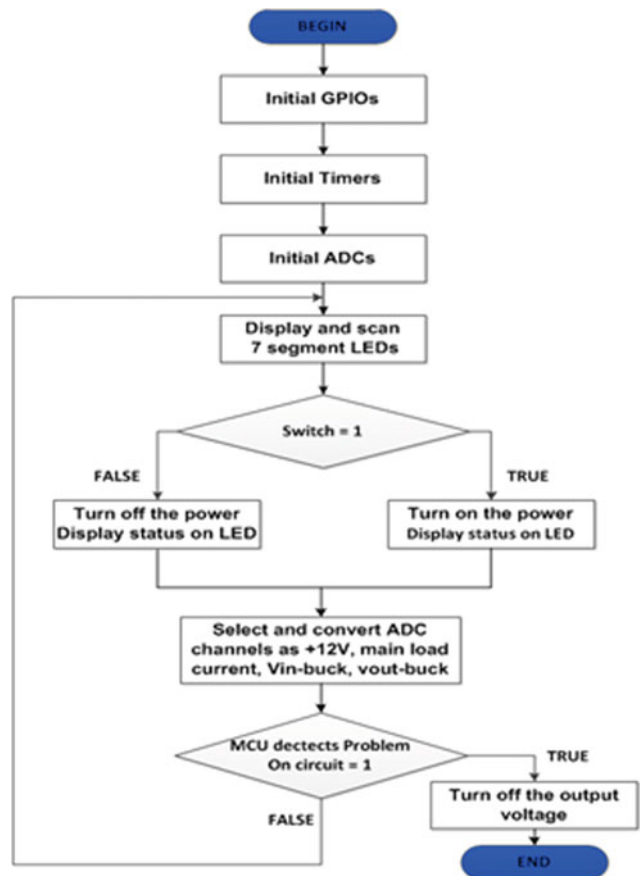 BEGIN
Initial GPIOs
Initial Timers
Initial ADCs
Display and scan
7 segment LEDs
Switch = 1
FALSE
TRUE
Turn off the power
Display status on LED
Turn on the power
Display status on LED
Select and convert ADC
channels as +12V, main load
current, Vin-buck, vout-buck
MCU dectects Problem
On circuit = 1
TRUE
FALSE
Turn off the output
voltage
END